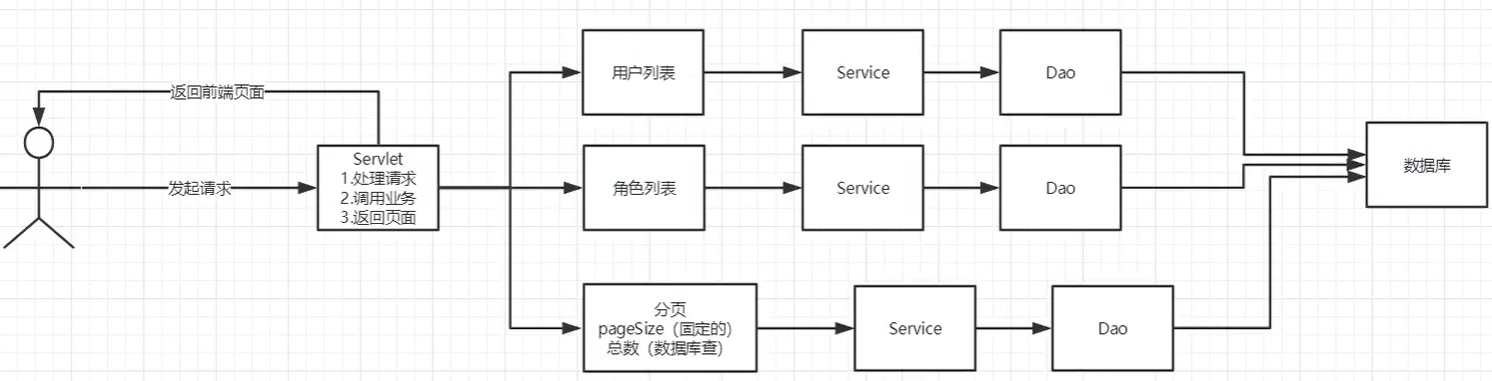 返回前端页面
发起请求
Servlet
1.处理请求
2.调用业务
3.返回页面
用户列表
Service
Dao
角色列表
Service
Dao
分页
pageSize（固定的）
总数（数据库查）
Service
Dao
数据库